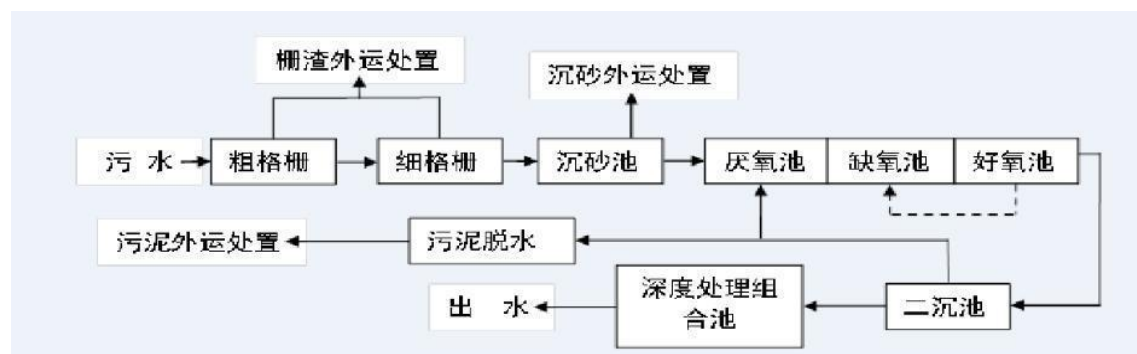 栅渣外运处置
沉砂外运处置
污 水
粗格栅
细格栅
沉砂池
厌氧池
缺氧池
好氧池
污泥外运处置
污泥脱水
出 水
深度处理组
合池
二沉池